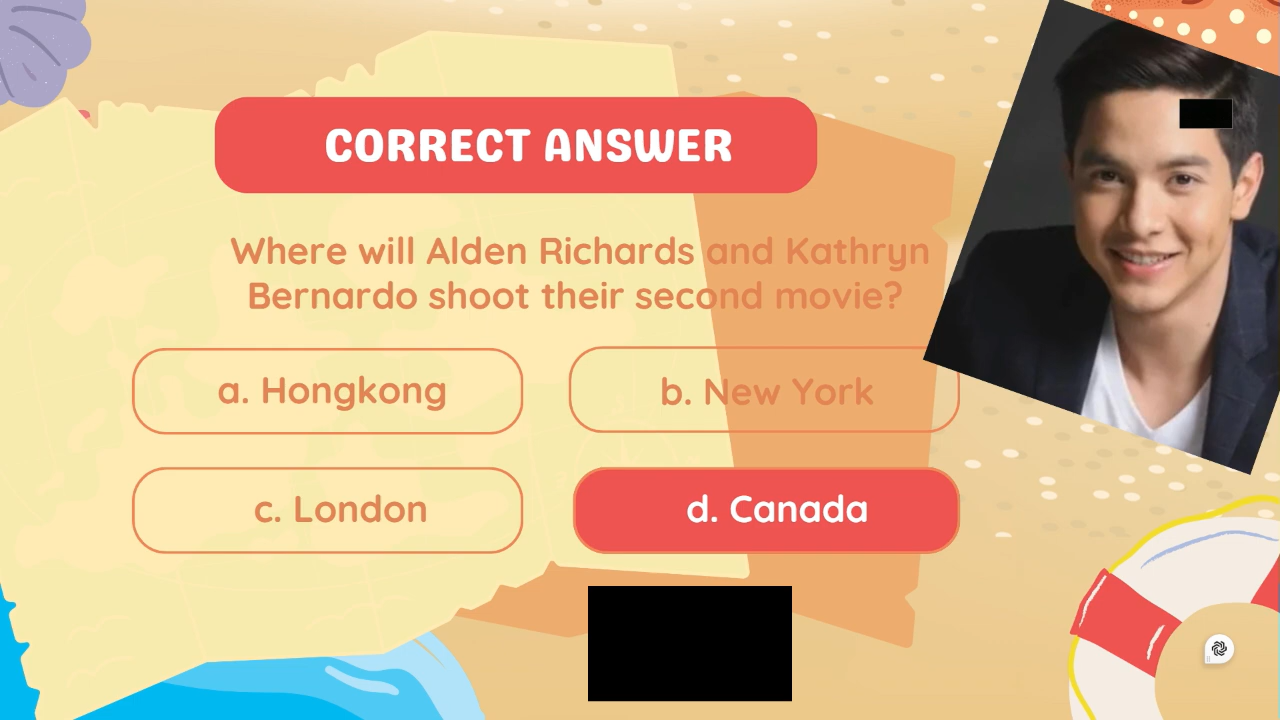 CORRECT ANSWER
Where will Alden Richards and Kathryn
Bernardo shoot their second movie?
a. Hongkong
b. New York
c. London
d. Canada